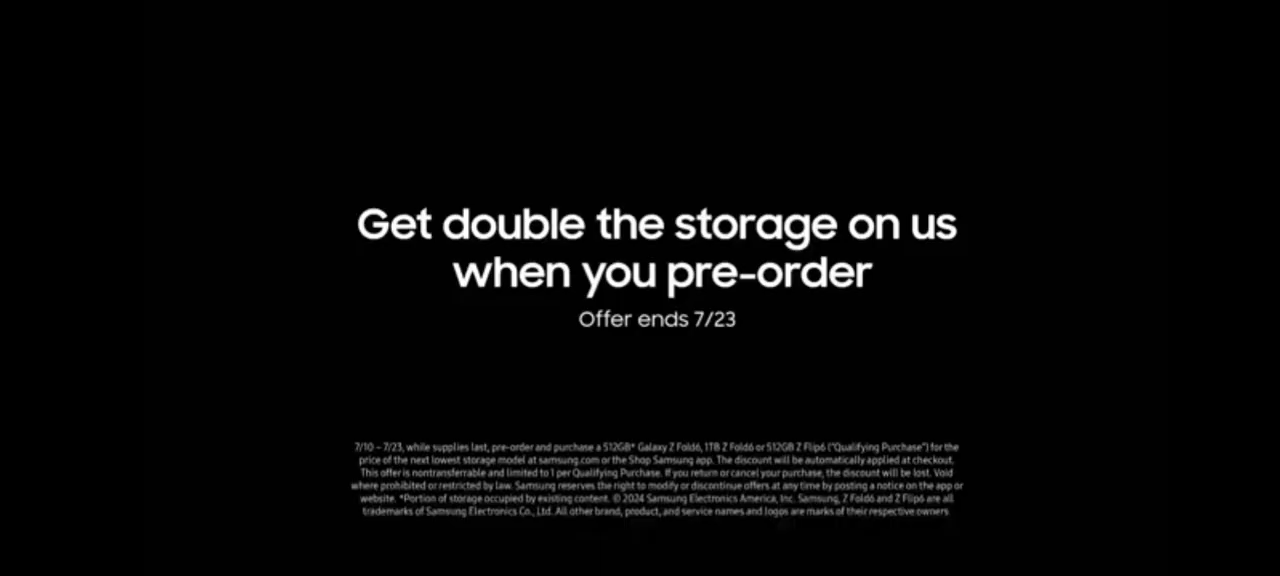 Get double the storage on us
when you pre-order
Offer ends 7/23
7/10 – 7/23, while supplies last, pre-order and purchase a 512GB* Galaxy Z Fold6, 1TB Z Fold6 or 512GB Z Flip6 ("Qualifying Purchase") for the
price of the next lowest storage model at samsung.com or the Shop Samsung app. The discount will be automatically applied at checkout.
This offer is nontransferrable and limited to 1 per Qualifying Purchase. If you return or cancel your purchase, the discount will be lost. Void
where prohibited or restricted by law. Samsung reserves the right to modify or discontinue offers at any time by posting a notice on the app or
website. *Portion of storage occupied by existing content. © 2024 Samsung Electronics America, Inc. Samsung, Z Fold6 and Z Flip6 are all
trademarks of Samsung Electronics Co., Ltd. All other brand, product, and service names and logos are marks of their respective owners